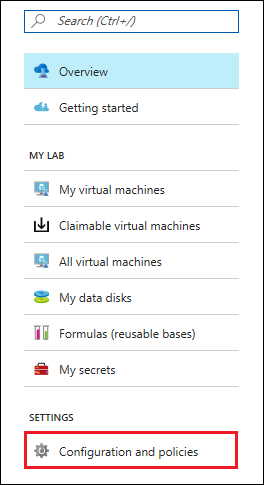 Search (Ctrl+/)
Overview
Getting started
MY LAB
My virtual machines
Claimable virtual machines
All virtual machines
My data disks
Formulas (reusable bases)
My secrets
SETTINGS
Configuration and policies